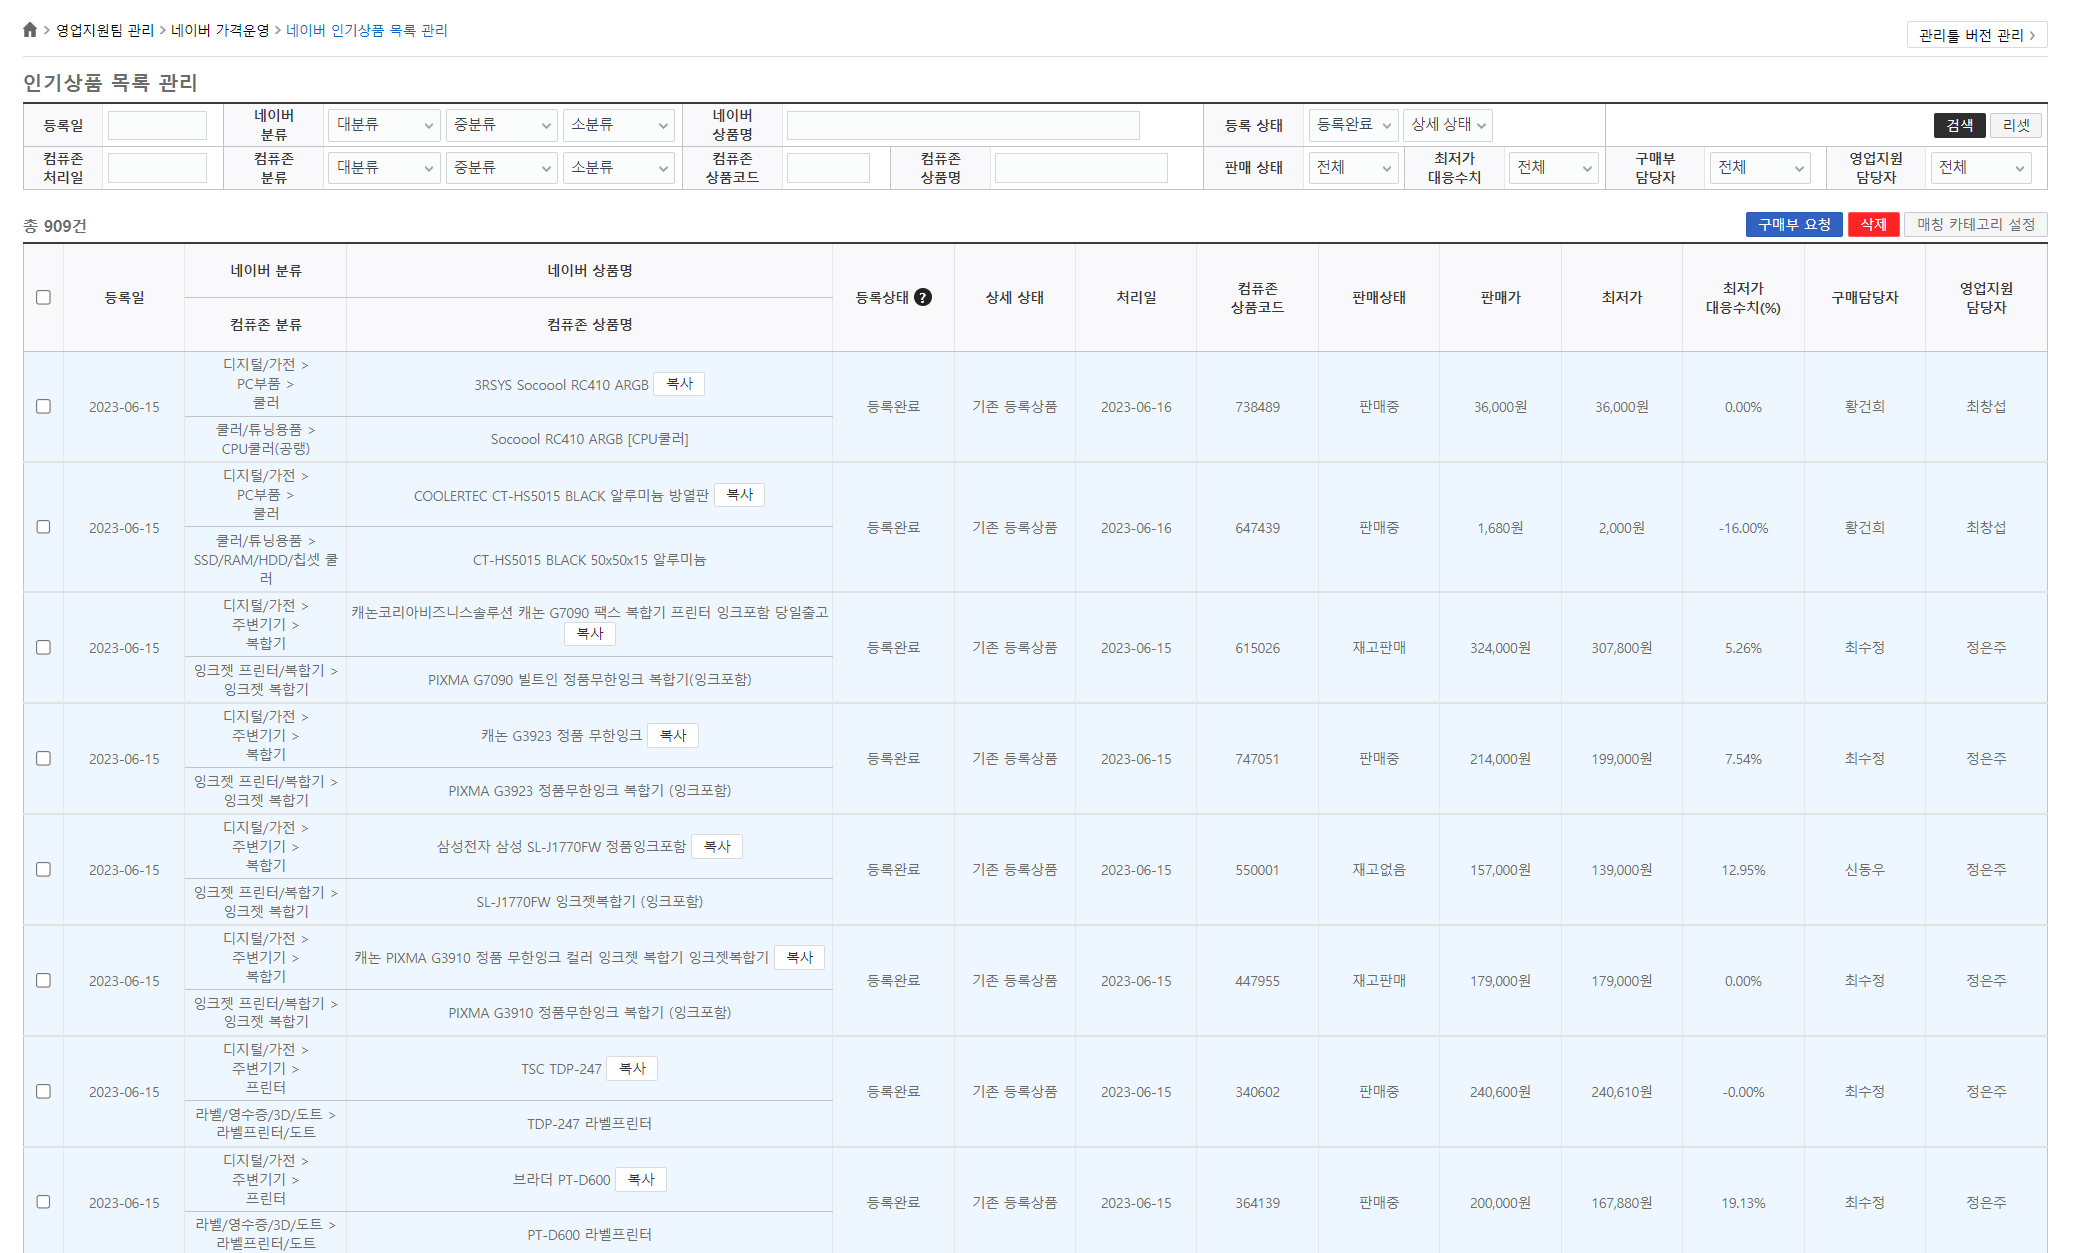 영업지원팀 관리 > 네이버 가격운영 > 네이버 인기상품 목록 관리
관리툴 버전 관리 >
인기상품 목록 관리
등록일 네이버 분류 대분류 중분류 소분류 네이버 상품명 등록 상태 등록완료 상세 상태 검색 리셋
컴퓨존 처리일 컴퓨존 분류 대분류 중분류 소분류 컴퓨존 상품코드 컴퓨존 상품명 판매 상태 전체 최저가 대응수치 전체 구매부 담당자 전체 영업지원 담당자 전체
총 909건
구매부 요청 삭제 매칭 카테고리 설정
등록일 네이버 분류 네이버 상품명 등록상태 ? 상세 상태 처리일 컴퓨존 상품코드 판매상태 판매가 최저가 최저가 대응수치(%) 구매담당자 영업지원 담당자
컴퓨존 분류 컴퓨존 상품명
2023-06-15 디지털/가전 > PC부품 > 쿨러 3RSYS Socoool RC410 ARGB 복사 등록완료 기존 등록상품 2023-06-16 738489 판매중 36,000원 36,000원 0.00% 황건희 최창섭
쿨러/튜닝용품 > CPU쿨러(공랭) Socoool RC410 ARGB [CPU쿨러]
2023-06-15 디지털/가전 > PC부품 > 쿨러 COOLERTEC CT-HS5015 BLACK 알루미늄 방열판 복사 등록완료 기존 등록상품 2023-06-16 647439 판매중 1,680원 2,000원 -16.00% 황건희 최창섭
쿨러/튜닝용품 > SSD/RAM/HDD/칩셋 쿨러 CT-HS5015 BLACK 50x50x15 알루미늄
2023-06-15 디지털/가전 > 주변기기 > 복합기 캐논코리아비즈니스솔루션 캐논 G7090 팩스 복합기 프린터 잉크포함 당일출고 복사 등록완료 기존 등록상품 2023-06-15 615026 재고판매 324,000원 307,800원 5.26% 최수정 정은주
잉크젯 프린터/복합기 > 잉크젯 복합기 PIXMA G7090 빌트인 정품무한잉크 복합기(잉크포함)
2023-06-15 디지털/가전 > 주변기기 > 복합기 캐논 G3923 정품 무한잉크 복사 등록완료 기존 등록상품 2023-06-15 747051 판매중 214,000원 199,000원 7.54% 최수정 정은주
잉크젯 프린터/복합기 > 잉크젯 복합기 PIXMA G3923 정품무한잉크 복합기 (잉크포함)
2023-06-15 디지털/가전 > 주변기기 > 복합기 삼성전자 삼성 SL-J1770FW 정품잉크포함 복사 등록완료 기존 등록상품 2023-06-15 550001 재고없음 157,000원 139,000원 12.95% 신동우 정은주
잉크젯 프린터/복합기 > 잉크젯 복합기 SL-J1770FW 잉크젯복합기 (잉크포함)
2023-06-15 디지털/가전 > 주변기기 > 복합기 캐논 PIXMA G3910 정품 무한잉크 컬러 잉크젯 복합기 잉크젯복합기 복사 등록완료 기존 등록상품 2023-06-15 447955 재고판매 179,000원 179,000원 0.00% 최수정 정은주
잉크젯 프린터/복합기 > 잉크젯 복합기 PIXMA G3910 정품무한잉크 복합기 (잉크포함)
2023-06-15 디지털/가전 > 주변기기 > 프린터 TSC TDP-247 복사 등록완료 기존 등록상품 2023-06-15 340602 판매중 240,600원 240,610원 -0.00% 최수정 정은주
라벨/영수증/3D/도트 > 라벨프린터/도트 TDP-247 라벨프린터
2023-06-15 디지털/가전 > 주변기기 > 프린터 브라더 PT-D600 복사 등록완료 기존 등록상품 2023-06-15 364139 판매중 200,000원 167,880원 19.13% 최수정 정은주
라벨/영수증/3D/도트 > 라벨프린터/도트 PT-D600 라벨프린터